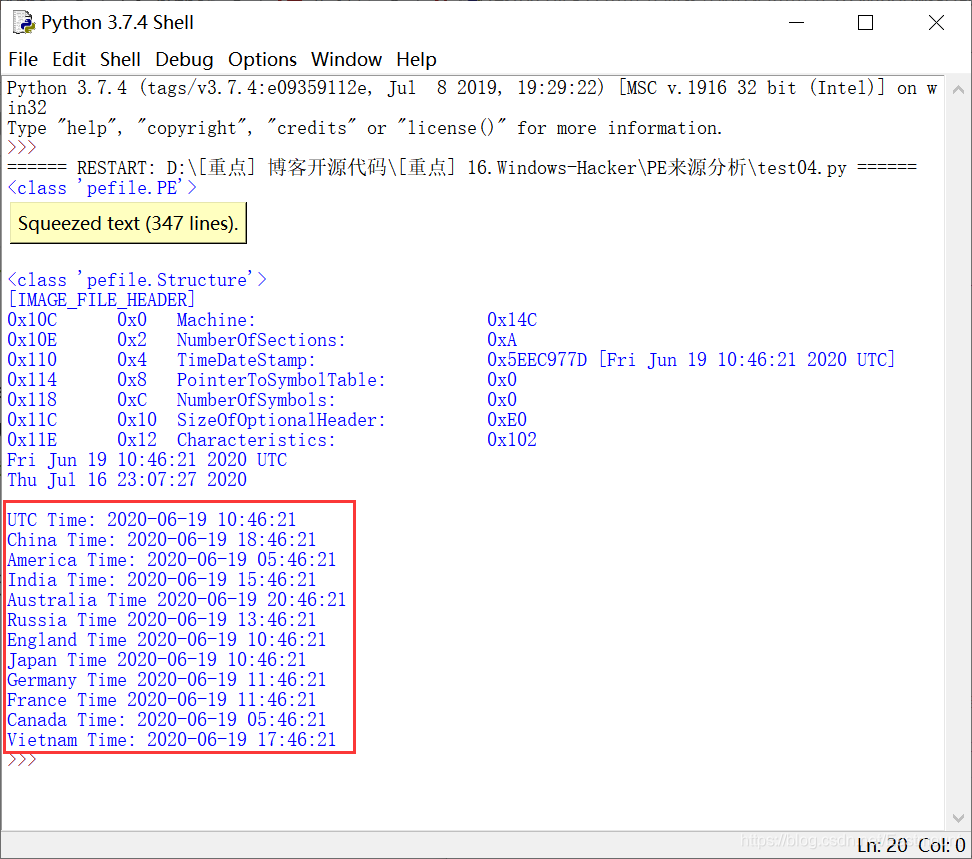 Python 3.7.4 Shell
File Edit Shell Debug Options Window Help
Python 3.7.4 (tags/v3.7.4:e09359112e, Jul  8 2019, 19:29:22) [MSC v.1916 32 bit (Intel)] on w
in32
Type "help", "copyright", "credits" or "license()" for more information.
>>>
====== RESTART: D:\[重点] 博客开源代码\[重点] 16.Windows-Hacker\PE来源分析\test04.py ======
<class 'pefile.PE'>
Squeezed text (347 lines).
<class 'pefile.Structure'>
[IMAGE_FILE_HEADER]
0x10C      0x0   Machine:                       0x14C
0x10E      0x2   NumberOfSections:              0xA
0x110      0x4   TimeDateStamp:                 0x5EEC977D [Fri Jun 19 10:46:21 2020 UTC]
0x114      0x8   PointerToSymbolTable:          0x0
0x118      0xC   NumberOfSymbols:               0x0
0x11C      0x10  SizeOfOptionalHeader:          0xE0
0x11E      0x12  Characteristics:               0x102
Fri Jun 19 10:46:21 2020 UTC
Thu Jul 16 23:07:27 2020
UTC Time: 2020-06-19 10:46:21
China Time: 2020-06-19 18:46:21
America Time: 2020-06-19 05:46:21
India Time: 2020-06-19 15:46:21
Australia Time 2020-06-19 20:46:21
Russia Time 2020-06-19 13:46:21
England Time 2020-06-19 10:46:21
Japan Time 2020-06-19 10:46:21
Germany Time 2020-06-19 11:46:21
France Time 2020-06-19 11:46:21
Canada Time: 2020-06-19 05:46:21
Vietnam Time: 2020-06-19 17:46:21
>>>
Ln: 20 Col: 0